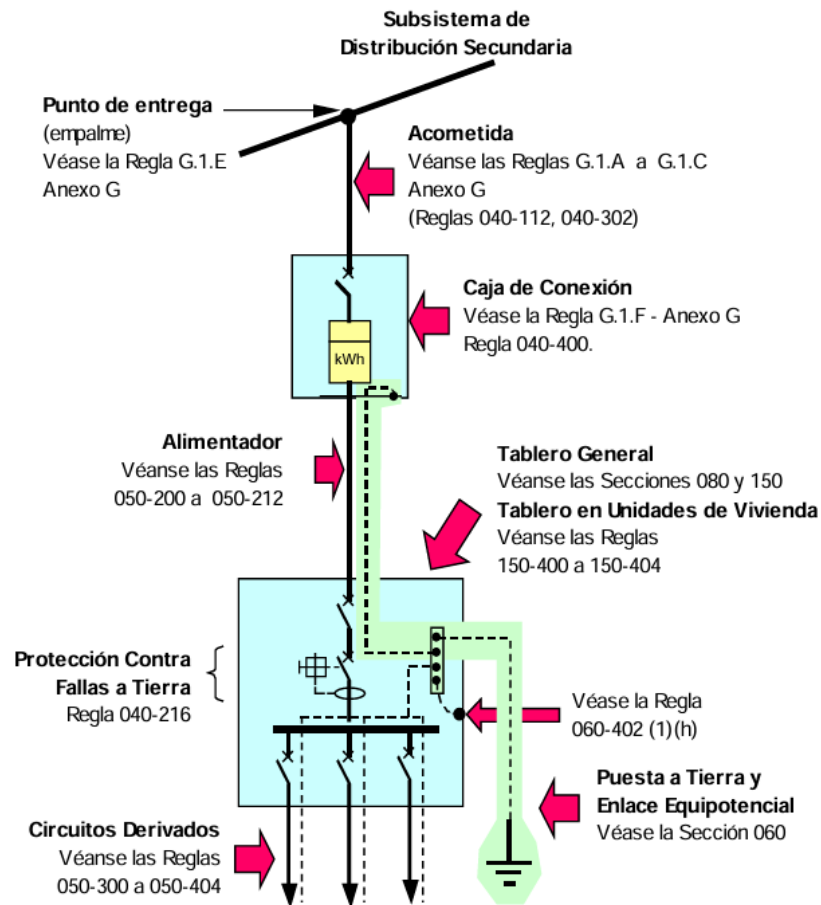 Subsistema de
Distribución Secundaria
Punto de entrega
(empalme)
Véase la Regla G.1.E
Anexo G
Acometida
Véanse las Reglas G.1.A a G.1.C
Anexo G
(Reglas 040-112, 040-302)
Caja de Conexión
Véase la Regla G.1.F - Anexo G
Regla 040-400.
kWh
Alimentador
Véanse las Reglas
050-200 a 050-212
Tablero General
Véanse las Secciones 080 y 150
Tablero en Unidades de Vivienda
Véanse las Reglas
150-400 a 150-404
Protección Contra
Fallas a Tierra
Regla 040-216
Véase la Regla
060-402 (1)(h)
Puesta a Tierra y
Enlace Equipotencial
Véase la Sección 060
Circuitos Derivados
Véanse las Reglas
050-300 a 050-404